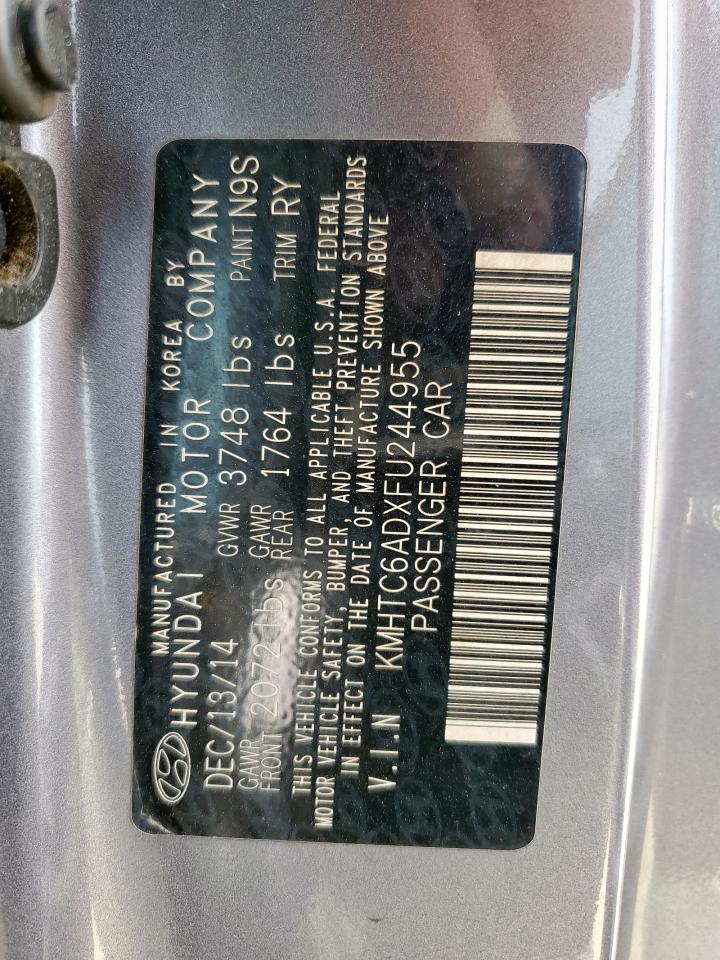 MANUFACTURED IN KOREA BY
HYUNDAI MOTOR COMPANY
DEC/13/14 GVWR 3748 lbs PAINT N9S
GAWR FRONT 2072 lbs GAWR REAR 1764 lbs TRIM RY
THIS VEHICLE CONFORMS TO ALL APPLICABLE U.S.A. FEDERAL
MOTOR VEHICLE SAFETY, BUMPER, AND THEFT PREVENTION STANDARDS
IN EFFECT ON THE DATE OF MANUFACTURE SHOWN ABOVE
V.I.N KMHTC6ADXFU244955
PASSENGER CAR